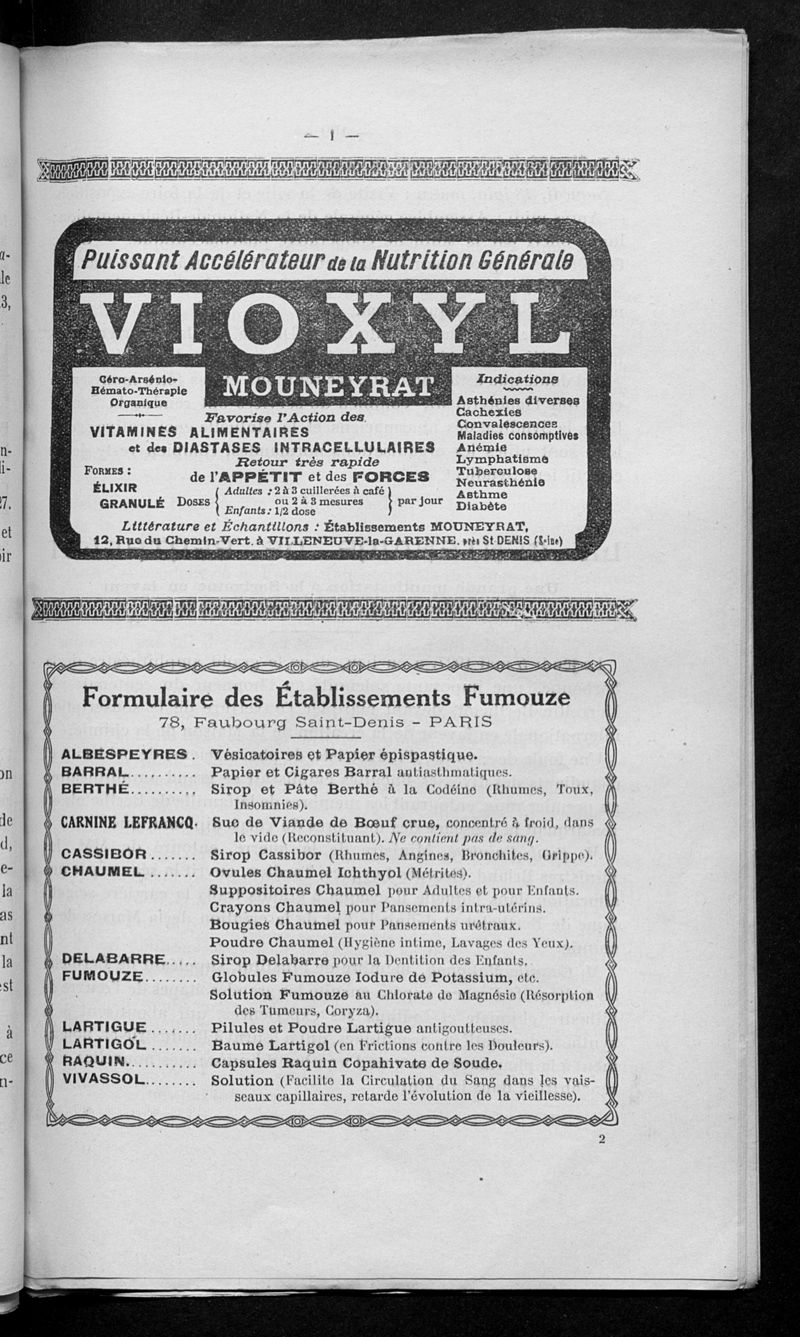 — 1 —
Puissant Accélérateur de la Nutrition Générale
VIOXYL
MOUNEYRAT
Céro-Arsénio-
Hémato-Thérapie
Organique
Favorise l'Action des
VITAMINES ALIMENTAIRES
et des DIASTASES INTRACELLULAIRES
Retour très rapide
de l'APPÉTIT et des FORCES
FORMES :
ÉLIXIR
GRANULÉ
DOSES { Adultes : 2 à 3 cuillerées à café
ou 2 à 3 mesures
Enfants : 1/2 dose } par jour
Indications
Asthénies diverses
Cachexies
Convalescences
Maladies consomptives
Anémie
Lymphatisme
Tuberculose
Neurasthénie
Asthme
Diabète
Littérature et Échantillons : Établissements MOUNEYRAT,
12, Rue du Chemin-Vert, à VILLENEUVE-la-GARENNE, près St-DENIS (Seine)
Formulaire des Établissements Fumouze
78, Faubourg Saint-Denis - PARIS
ALBESPEYRES . Vésicatoires et Papier épispastique.
BARRAL.......... Papier et Cigares Barral antiasthmatiques.
BERTHÉ.......... Sirop et Pâte Berthé à la Codéine (Rhumes, Toux,
Insomnies).
CARNINE LEFRANCQ. Suc de Viande de Bœuf crue, concentré à froid, dans
le vide (Reconstituant). Ne contient pas de sang.
CASSIBOR ....... Sirop Cassibor (Rhumes, Angines, Bronchites, Grippe).
CHAUMEL ....... Ovules Chaumel Ichthyol (Métrites).
Suppositoires Chaumel pour Adultes et pour Enfants.
Crayons Chaumel pour Pansements intra-utérins.
Bougies Chaumel pour Pansements urétraux.
Poudre Chaumel (Hygiène intime, Lavages des Yeux).
DELABARRE..... Sirop Delabarre pour la Dentition des Enfants.
FUMOUZE........ Globules Fumouze Iodure de Potassium, etc.
Solution Fumouze au Chlorate de Magnésie (Résorption
des Tumeurs, Coryza).
LARTIGUE ....... Pilules et Poudre Lartigue antigoutteuses.
LARTIGOL ....... Baume Lartigol (en Frictions contre les Douleurs).
RAQUIN.......... Capsules Raquin Copahivate de Soude.
VIVASSOL........ Solution (Facilite la Circulation du Sang dans les vais-
seaux capillaires, retarde l'évolution de la vieillesse).
2